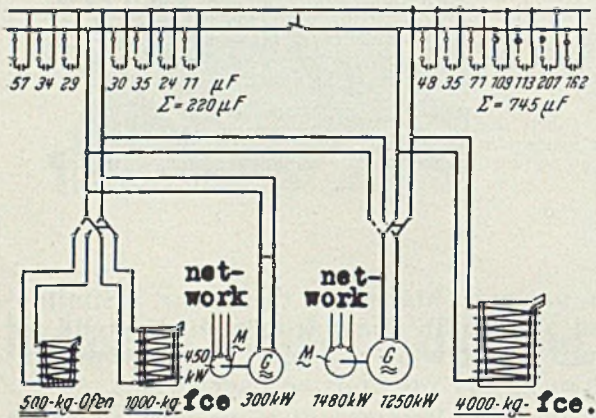 57 34 29 30 35 24 11 µF
Σ = 220 µF
48 35 71 109 113 207 162
Σ = 745 µF
net-
work
net-
work
M
450
kW
G
M
G
500-kg-Ofen 1000-kg-fce 300kW 1480kW 1250kW 4000-kg-fce.